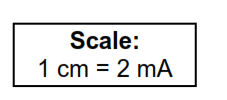 Scale:
1 cm = 2 mA